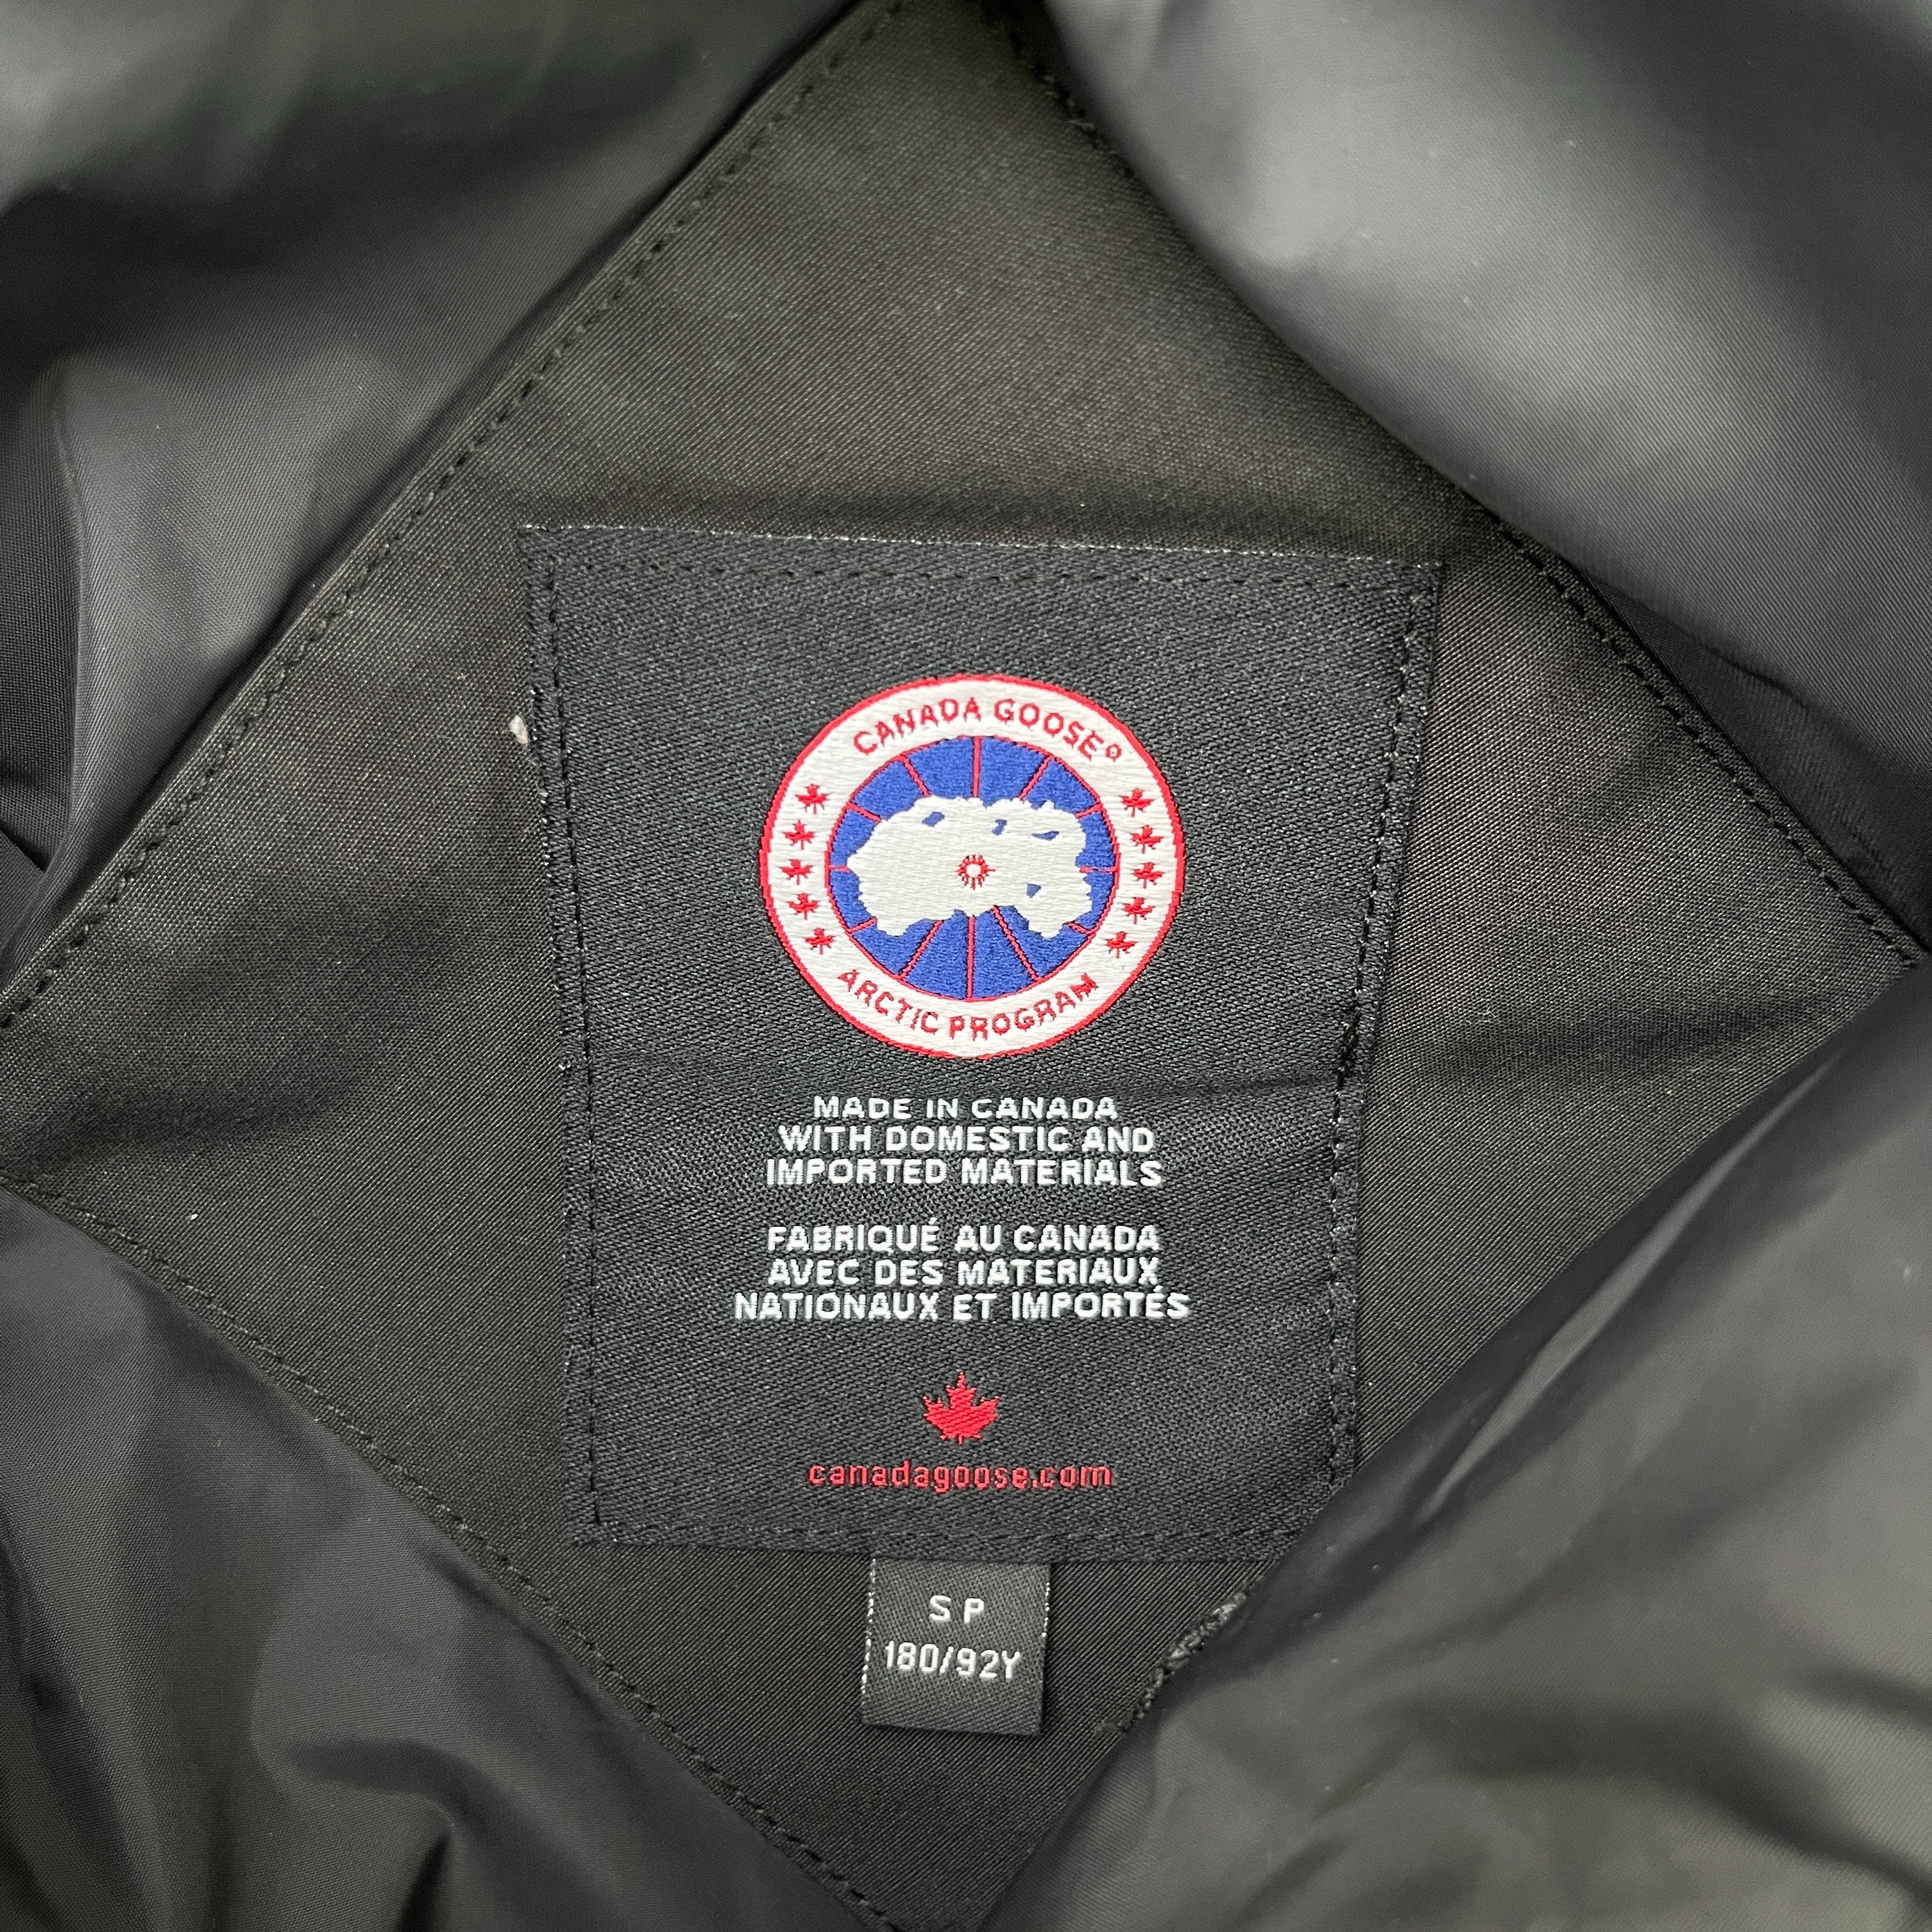 CANADA GOOSE®
ARCTIC PROGRAM
MADE IN CANADA
WITH DOMESTIC AND
IMPORTED MATERIALS
FABRIQUÉ AU CANADA
AVEC DES MATERIAUX
NATIONAUX ET IMPORTÉS
canadagoose.com
S P
180/92Y